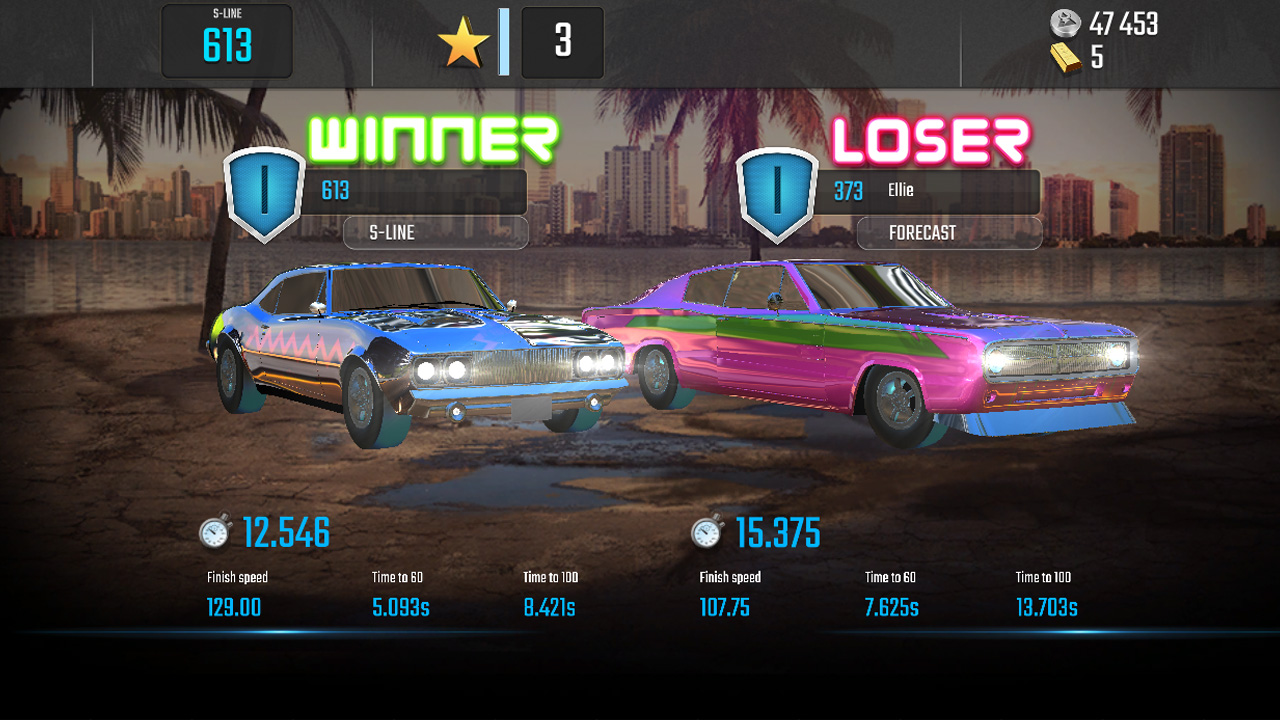 S-LINE
613
3
47 453
5
WINNER
LOSER
I
613
I
373 Ellie
S-LINE
FORECAST
12.546
15.375
Finish speed Time to 60 Time to 100
129.00 5.093s 8.421s
Finish speed Time to 60 Time to 100
107.75 7.625s 13.703s